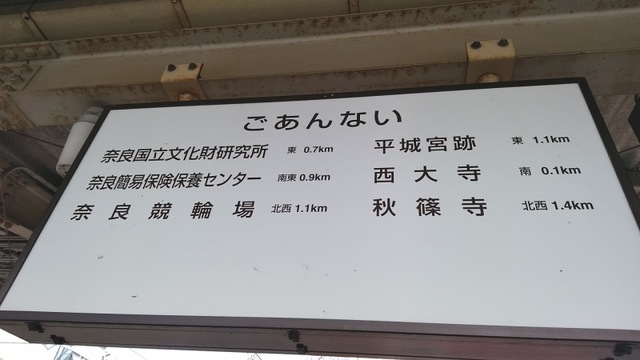 ごあんない
奈良国立文化財研究所 東 0.7km
奈良簡易保険保養センター 南東 0.9km
奈良競輪場 北西 1.1km
平城宮跡 東 1.1km
西大寺 南 0.1km
秋篠寺 北西 1.4km